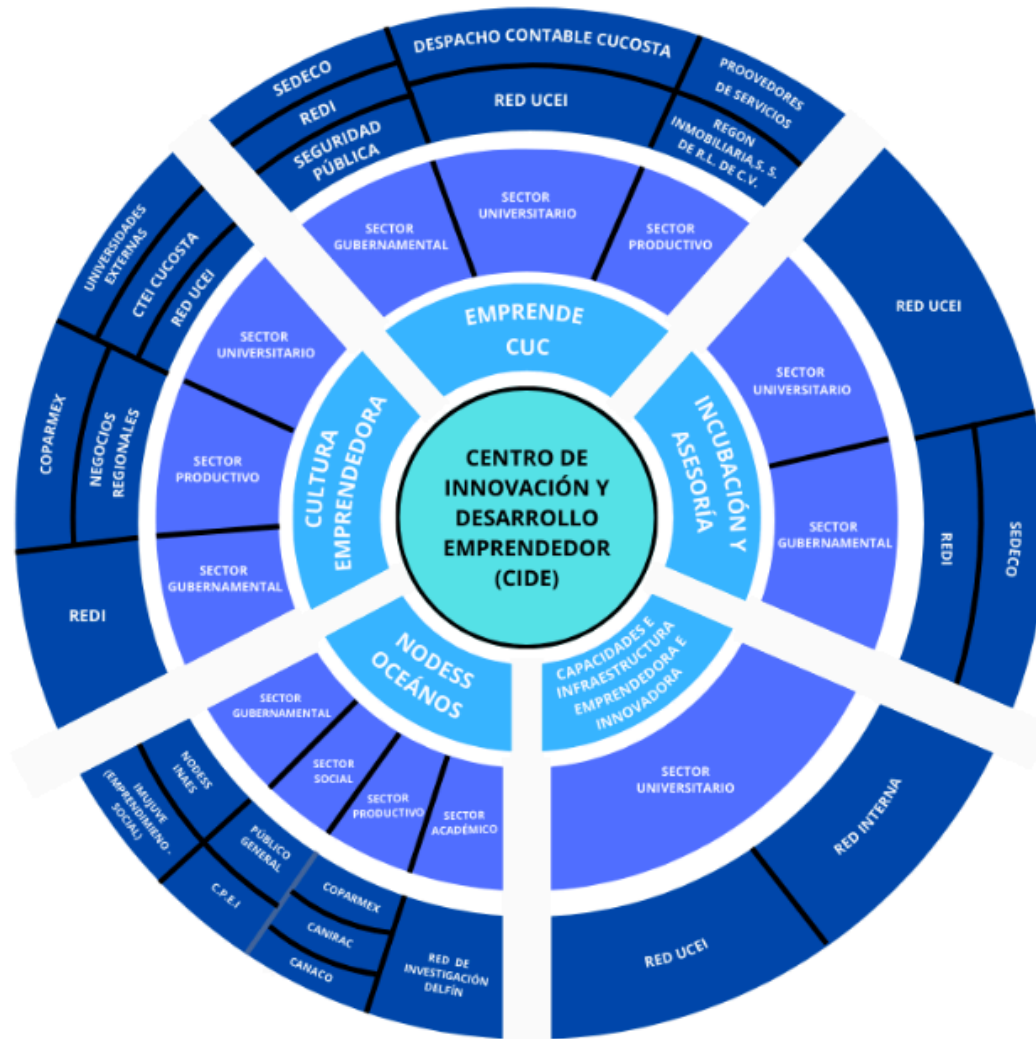 CENTRO DE
INNOVACIÓN Y
DESARROLLO
EMPRENDEDOR
(CIDE)
EMPRENDE
CUC
SECTOR
GUBERNAMENTAL
SECTOR
UNIVERSITARIO
SECTOR
PRODUCTIVO
SEDECO
REDI
SEGURIDAD
PÚBLICA
DESPACHO CONTABLE CUCOSTA
RED UCEI
PROOVEDORES
DE SERVICIOS
REGON
INMOBILIARIA,S. S.
DE R.L. DE C.V.
INCUBACIÓN Y
ASESORÍA
SECTOR
UNIVERSITARIO
SECTOR
GUBERNAMENTAL
RED UCEI
REDI
SEDECO
CAPACIDADES E
INFRAESTRUCTURA
EMPRENDEDORA E
INNOVADORA
SECTOR
UNIVERSITARIO
RED INTERNA
RED UCEI
NODESS
OCEÁNOS
SECTOR
GUBERNAMENTAL
SECTOR
SOCIAL
SECTOR
PRODUCTIVO
SECTOR
ACADÉMICO
NODESS
INAES
IMUJUVE
(EMPRENDIMIENO -
SOCIAL)
PÚBLICO
GENERAL
C.P.E.I
COPARMEX
CANIRAC
CANACO
RED DE
INVESTIGACIÓN
DELFÍN
CULTURA
EMPRENDEDORA
SECTOR
UNIVERSITARIO
SECTOR
PRODUCTIVO
SECTOR
GUBERNAMENTAL
UNIVERSIDADES
EXTERNAS
CTEI CUCOSTA
RED UCEI
COPARMEX
NEGOCIOS
REGIONALES
REDI